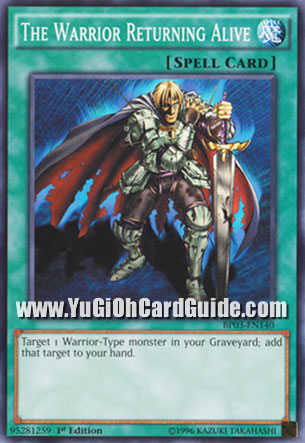 THE WARRIOR RETURNING ALIVE
SPELL
[SPELL CARD]
www.YuGiOhCardGuide.com
BP03-EN140
Target 1 Warrior-Type monster in your Graveyard; add
that target to your hand.
95281259 1st Edition ©1996 KAZUKI TAKAHASHI